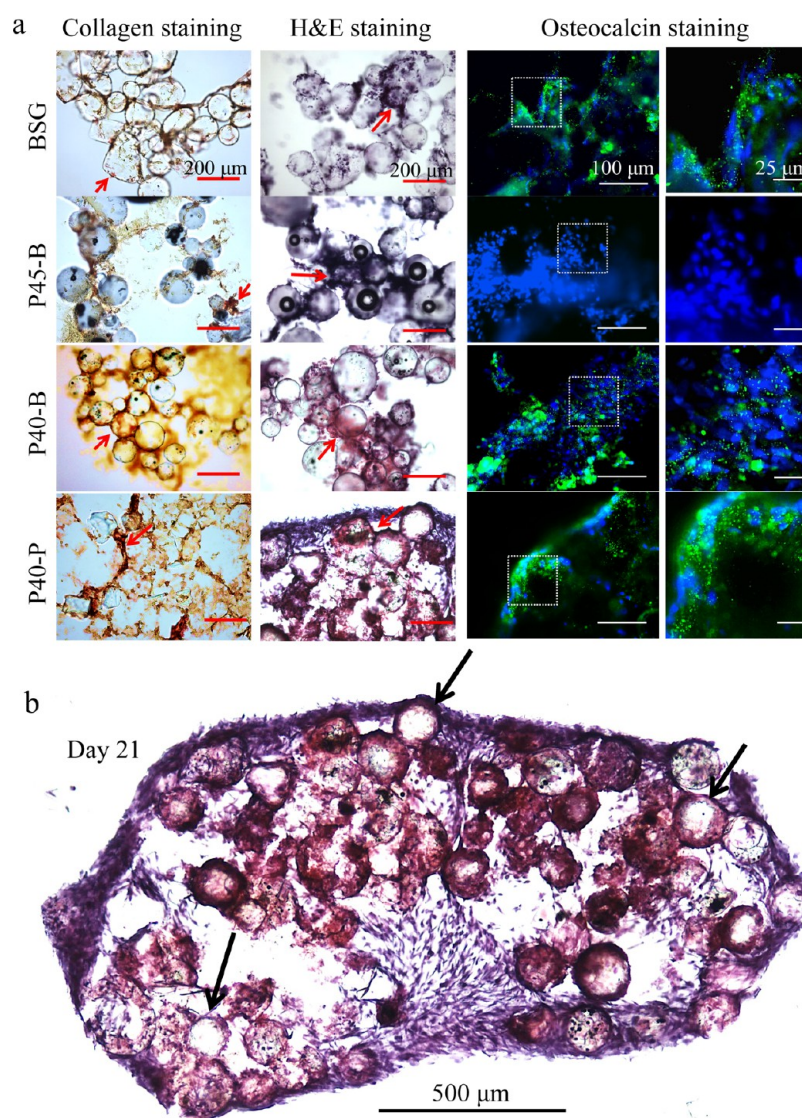 a
Collagen staining H&E staining Osteocalcin staining
BSG
200 μm 200 μm 100 μm 25 μm
P45-B
P40-B
P40-P
b
Day 21
500 μm